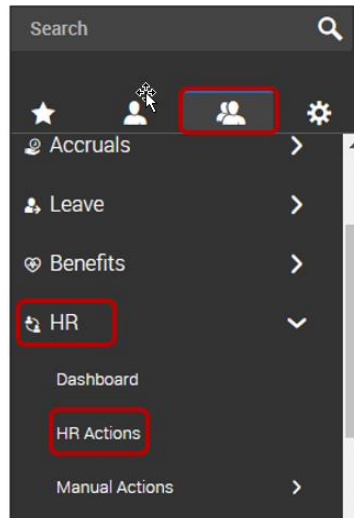 Search
Accruals
Leave
Benefits
HR
Dashboard
HR Actions
Manual Actions